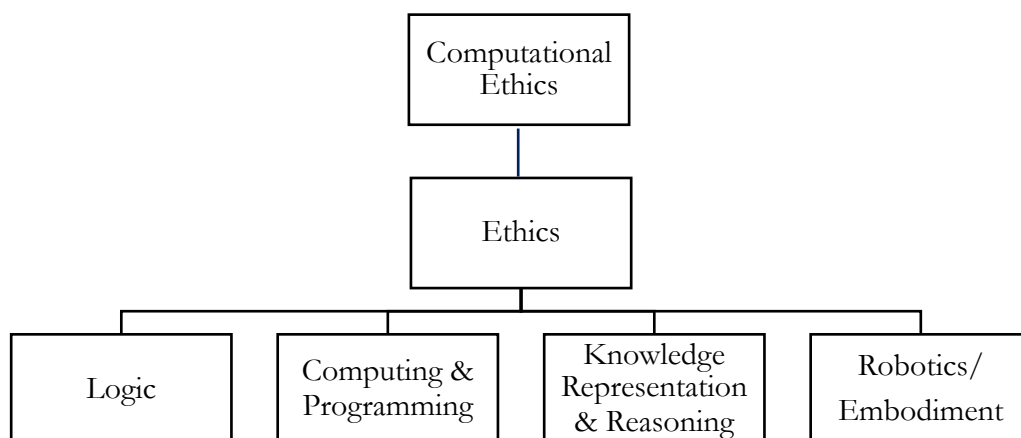 Computational
Ethics
Ethics
Logic
Computing &
Programming
Knowledge
Representation
& Reasoning
Robotics/
Embodiment